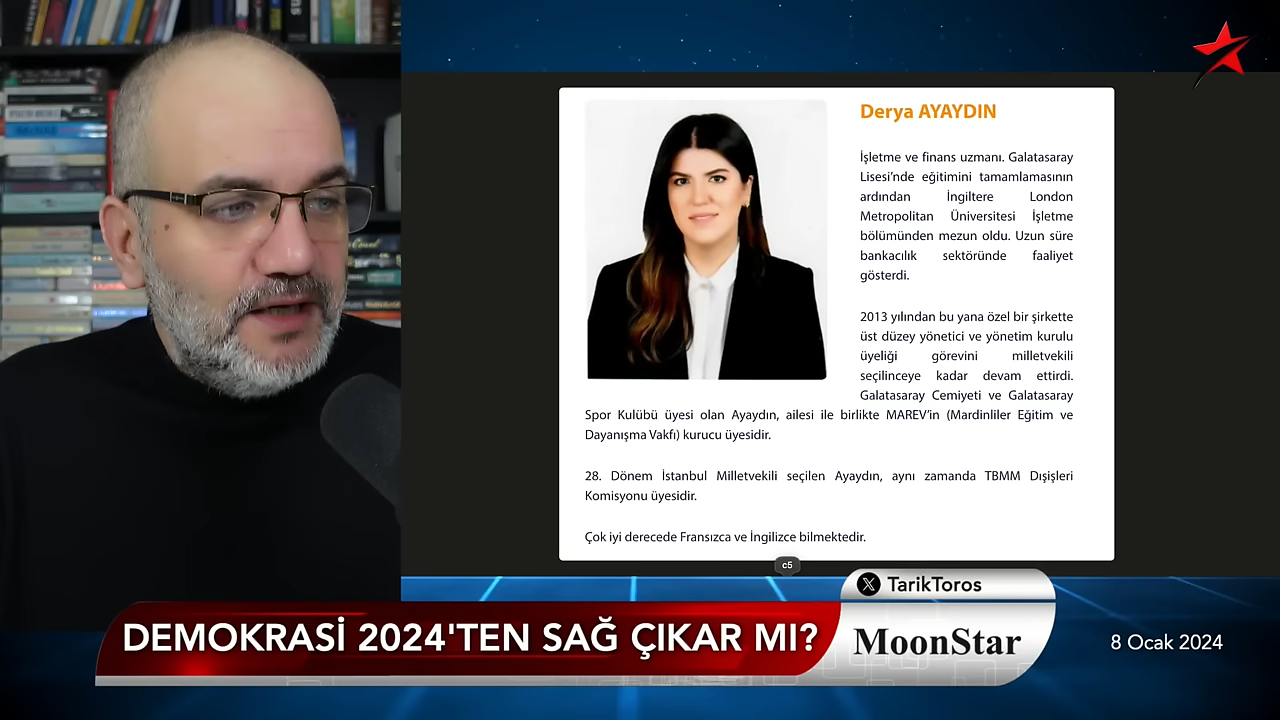 Derya AYAYDIN
İşletme ve finans uzmanı. Galatasaray
Lisesi'nde eğitimini tamamlamasının
ardından İngiltere London
Metropolitan Üniversitesi İşletme
bölümünden mezun oldu. Uzun süre
bankacılık sektöründe faaliyet
gösterdi.
2013 yılından bu yana özel bir şirkette
üst düzey yönetici ve yönetim kurulu
üyeliği görevini milletvekili
seçilinceye kadar devam ettirdi.
Galatasaray Cemiyeti ve Galatasaray
Spor Kulübü üyesi olan Ayaydın, ailesi ile birlikte MAREV'in (Mardinliler Eğitim ve
Dayanışma Vakfı) kurucu üyesidir.
28. Dönem İstanbul Milletvekili seçilen Ayaydın, aynı zamanda TBMM Dışişleri
Komisyonu üyesidir.
Çok iyi derecede Fransızca ve İngilizce bilmektedir.
c5
X TarikToros
DEMOKRASİ 2024'TEN SAĞ ÇIKAR MI?
MoonStar
8 Ocak 2024